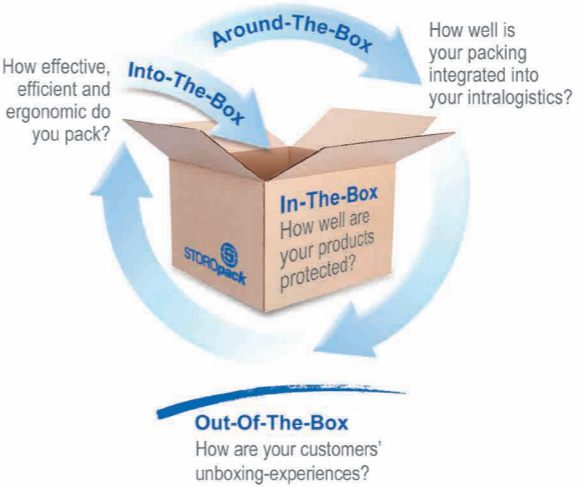 Around-The-Box
How well is
your packing
integrated into
your intralogistics?
Into-The-Box
How effective,
efficient and
ergonomic do
you pack?
In-The-Box
How well are
your products
protected?
STOROpack
Out-Of-The-Box
How are your customers'
unboxing-experiences?